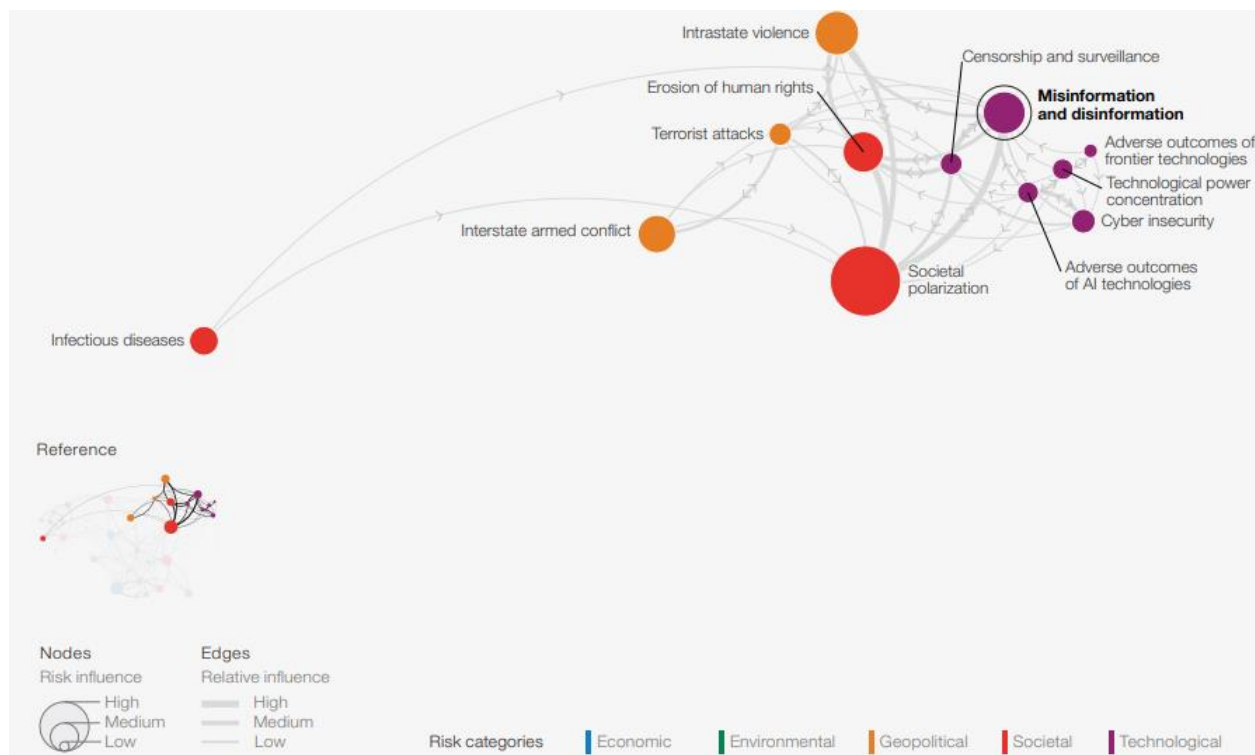 Intrastate violence
Censorship and surveillance
Erosion of human rights
Misinformation
and disinformation
Terrorist attacks
Adverse outcomes of
frontier technologies
Technological power
concentration
Cyber insecurity
Interstate armed conflict
Societal
polarization
Adverse outcomes
of AI technologies
Infectious diseases
Reference
Nodes
Risk influence
High
Medium
Low
Edges
Relative influence
High
Medium
Low
Risk categories
Economic
Environmental
Geopolitical
Societal
Technological